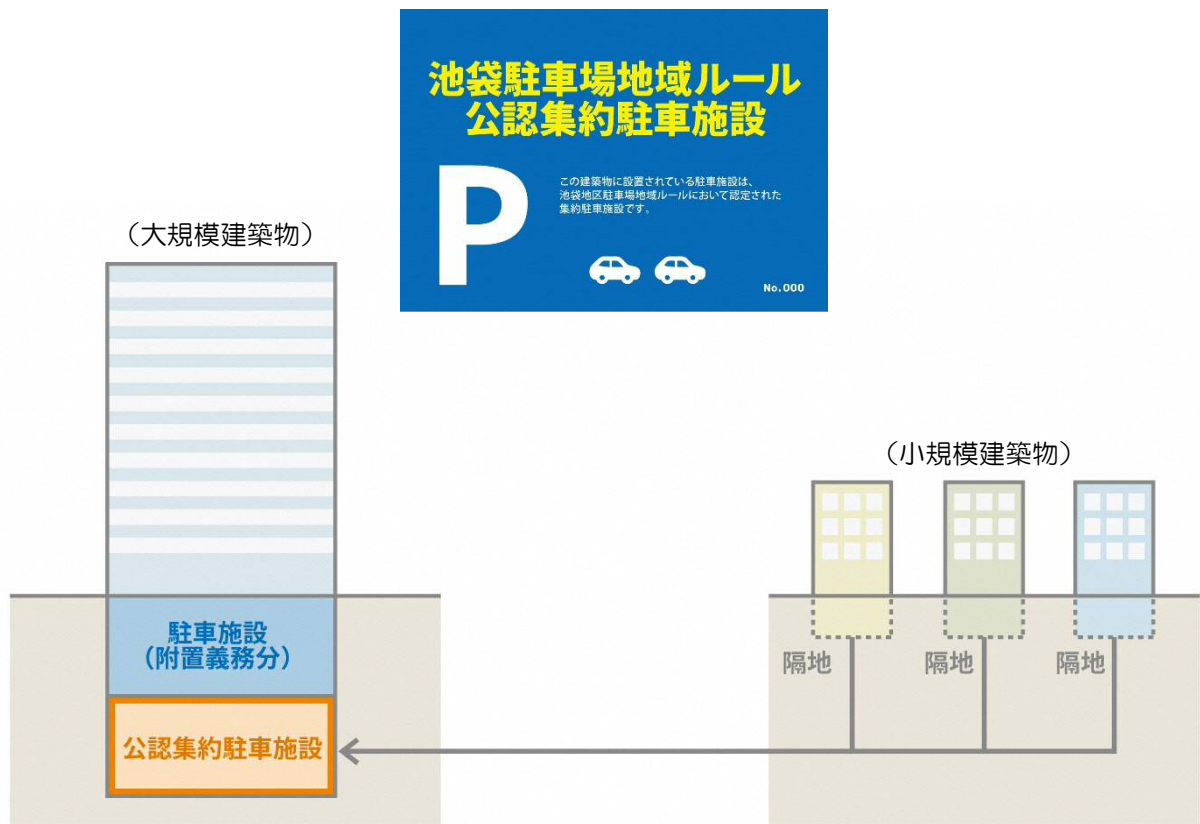 池袋駐車場地域ルール
公認集約駐車施設
P
この建築物に設置されている駐車施設は、
池袋地区駐車場地域ルールにおいて認定された
集約駐車施設です。
No.000
（大規模建築物）
（小規模建築物）
駐車施設
（附置義務分）
隔地
隔地
隔地
公認集約駐車施設